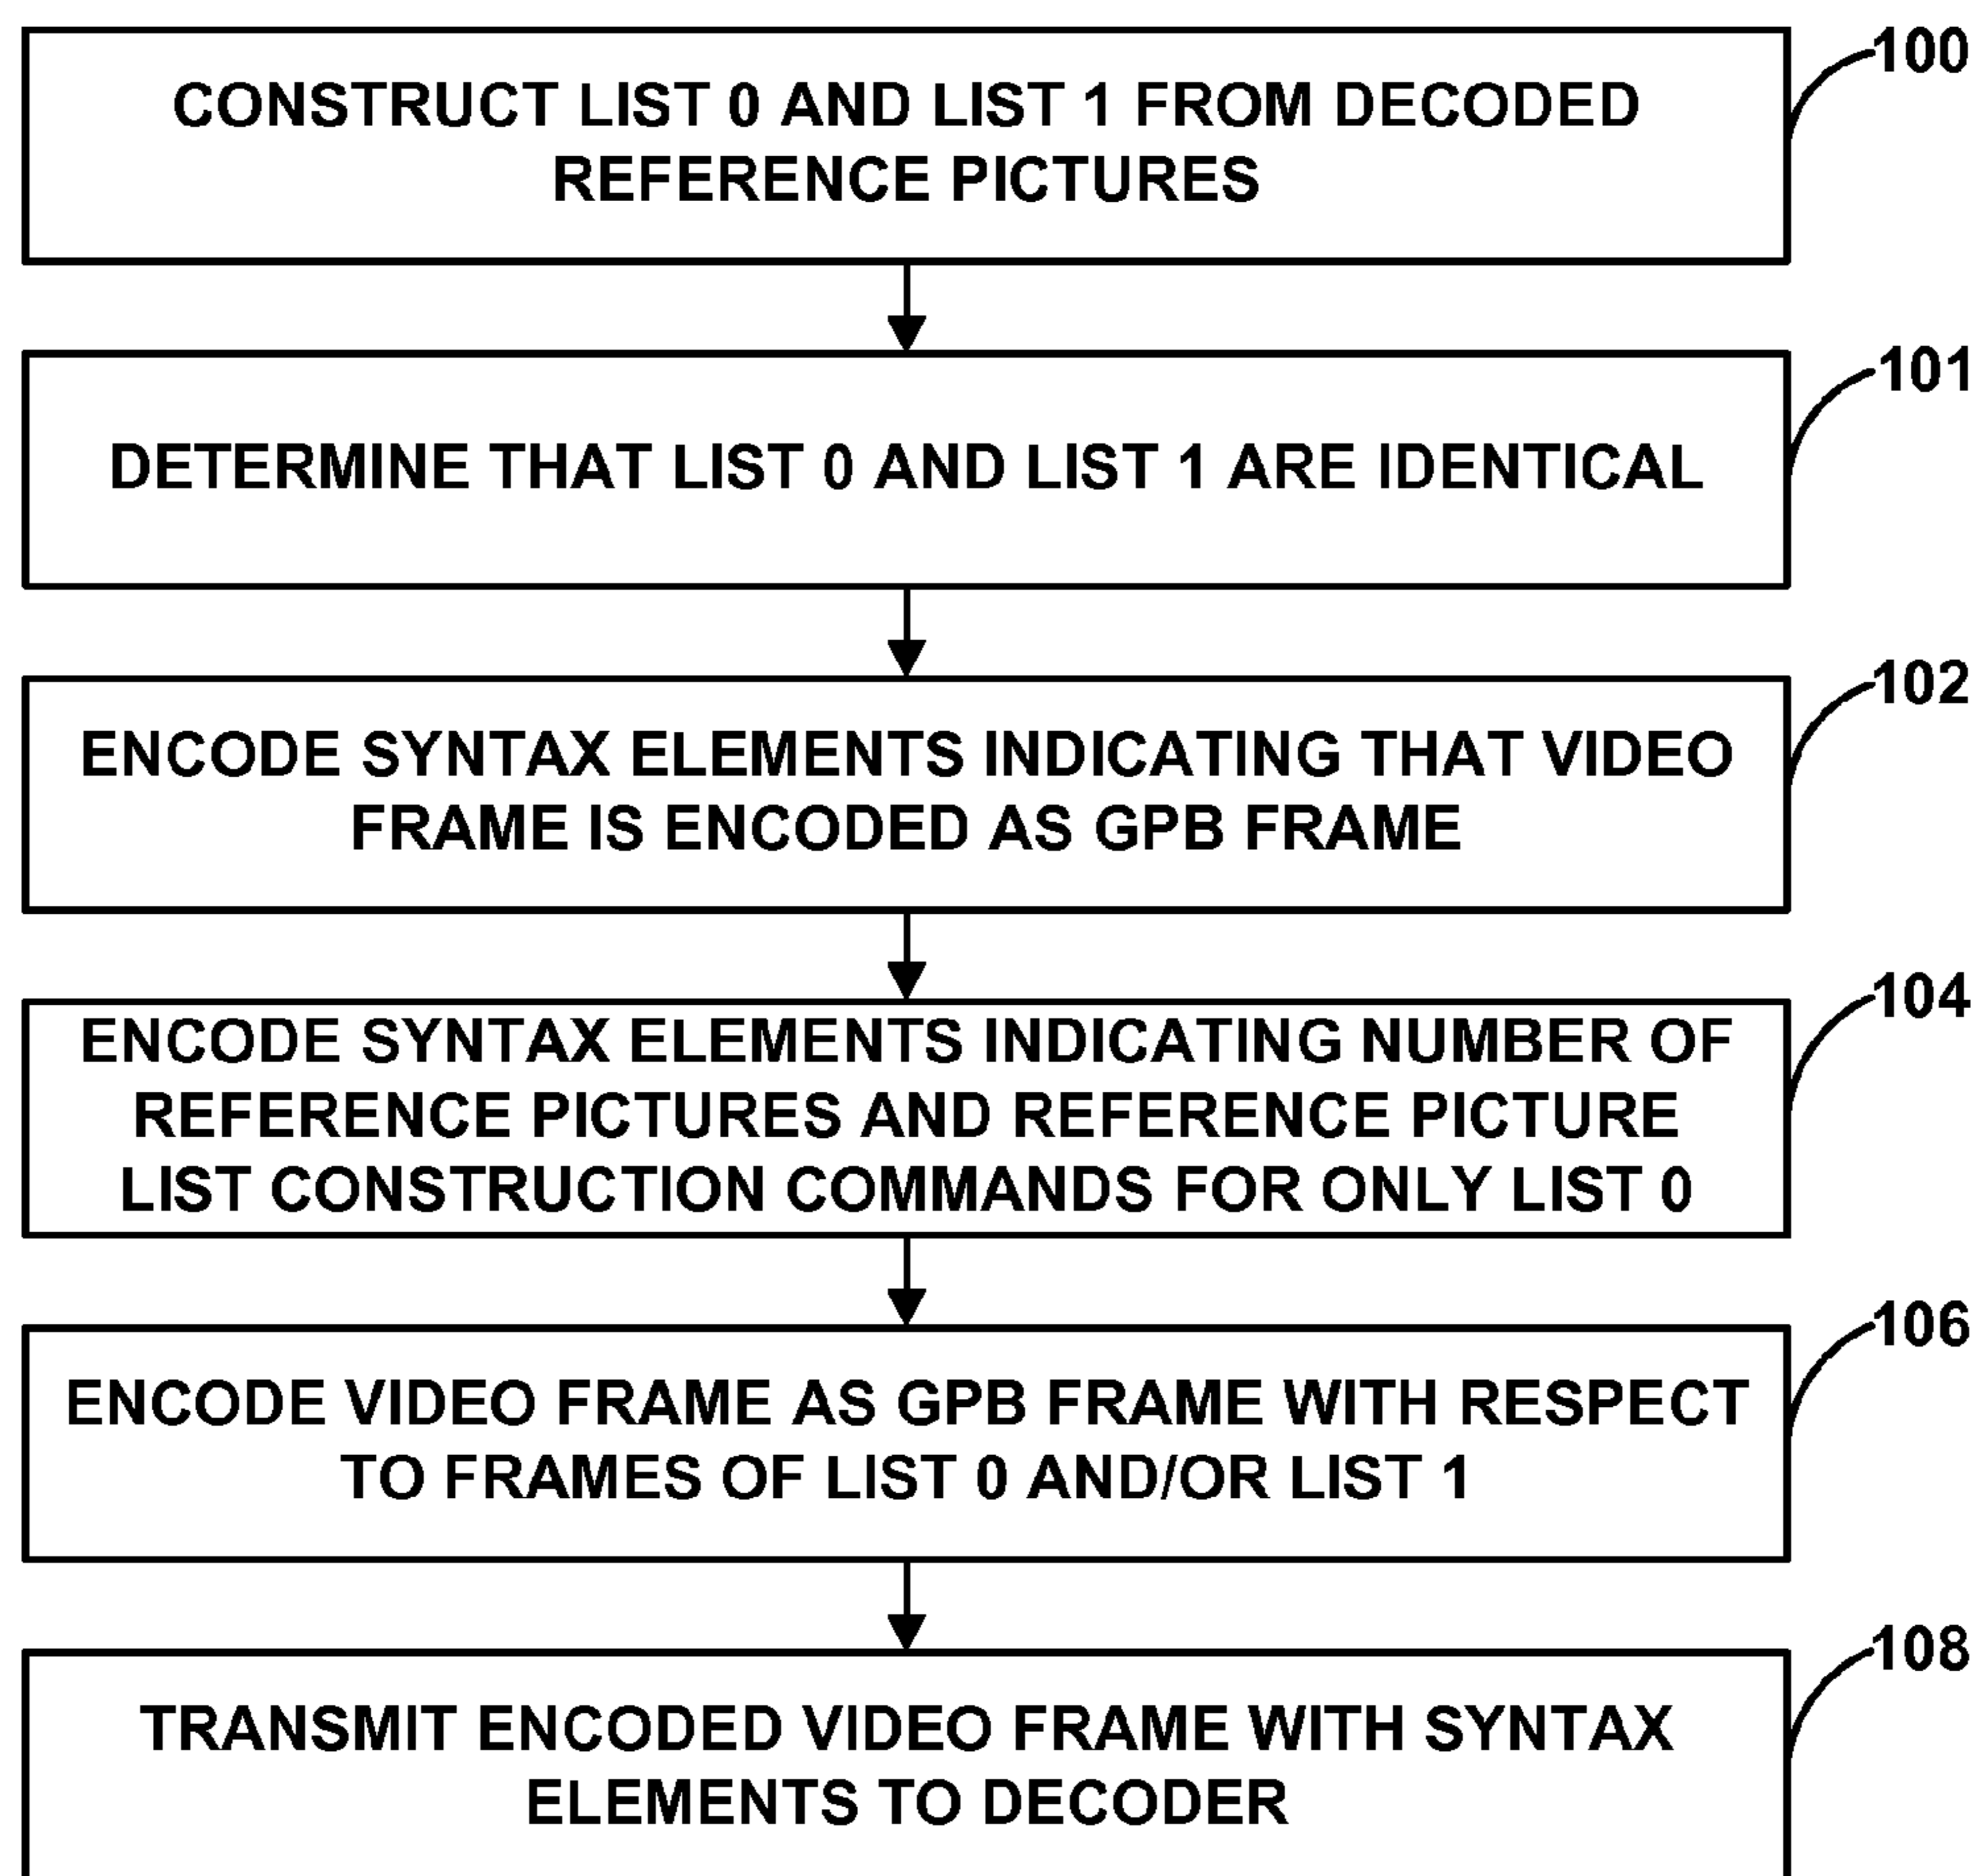 100
CONSTRUCT LIST 0 AND LIST 1 FROM DECODED
REFERENCE PICTURES
101
DETERMINE THAT LIST 0 AND LIST 1 ARE IDENTICAL
102
ENCODE SYNTAX ELEMENTS INDICATING THAT VIDEO
FRAME IS ENCODED AS GPB FRAME
104
ENCODE SYNTAX ELEMENTS INDICATING NUMBER OF
REFERENCE PICTURES AND REFERENCE PICTURE
LIST CONSTRUCTION COMMANDS FOR ONLY LIST 0
106
ENCODE VIDEO FRAME AS GPB FRAME WITH RESPECT
TO FRAMES OF LIST 0 AND/OR LIST 1
108
TRANSMIT ENCODED VIDEO FRAME WITH SYNTAX
ELEMENTS TO DECODER